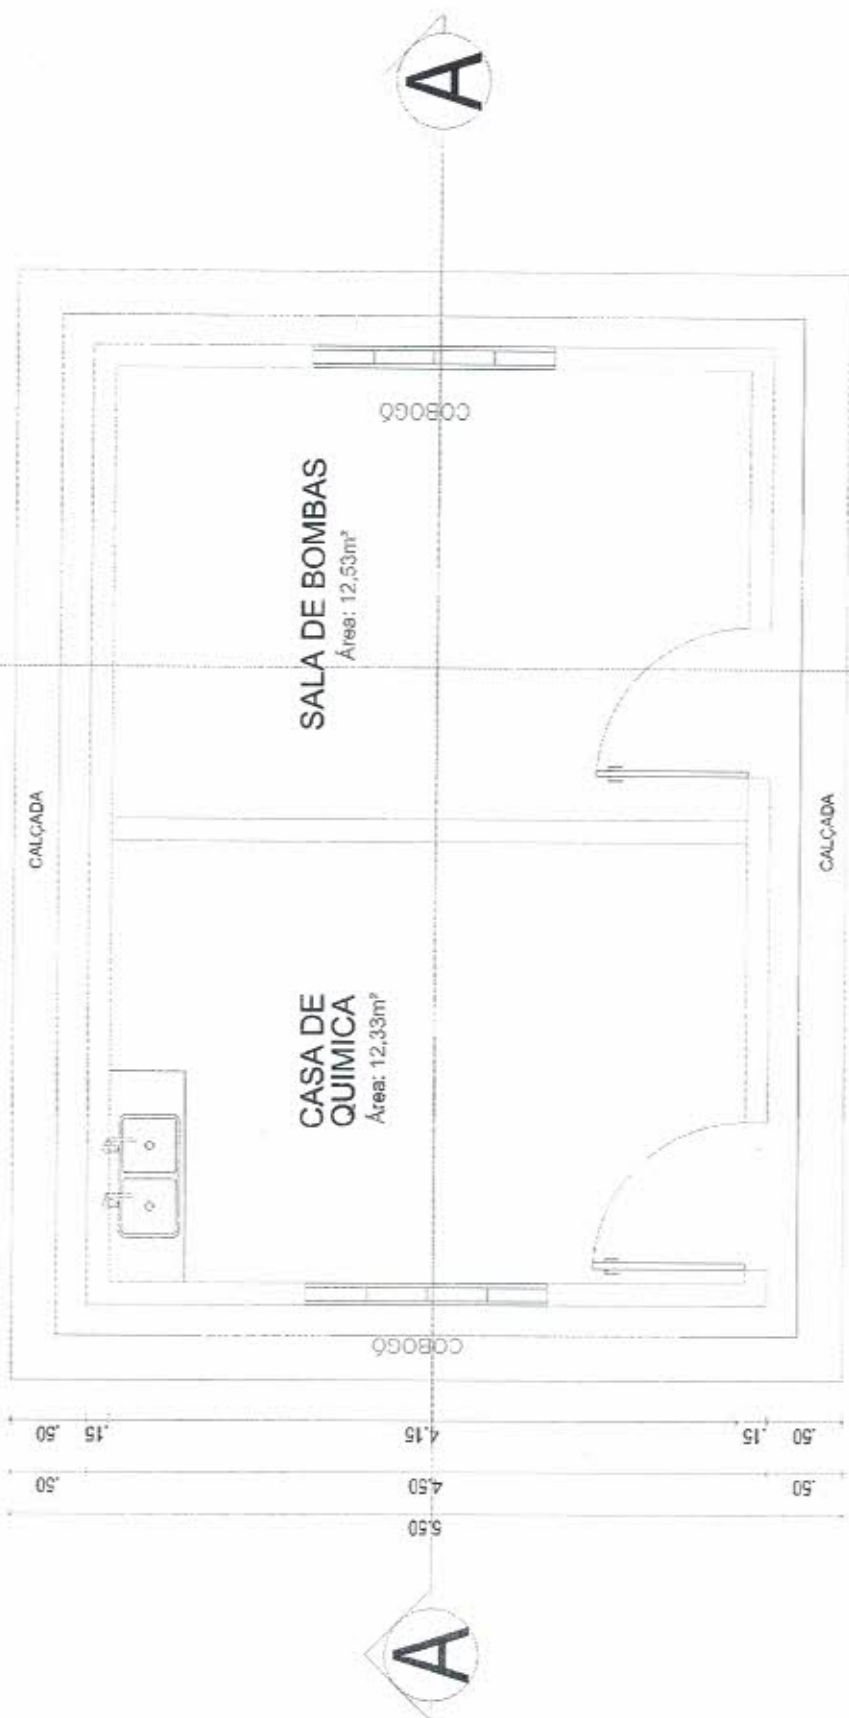 A
COBOGÓ
SALA DE BOMBAS
Área: 12,53m²
CALÇADA
CALÇADA
CASA DE
QUIMICA
Área: 12,33m²
COBOGÓ
.50 .15 4.15 .15 .50
.50 4.50 .50
5.50
A